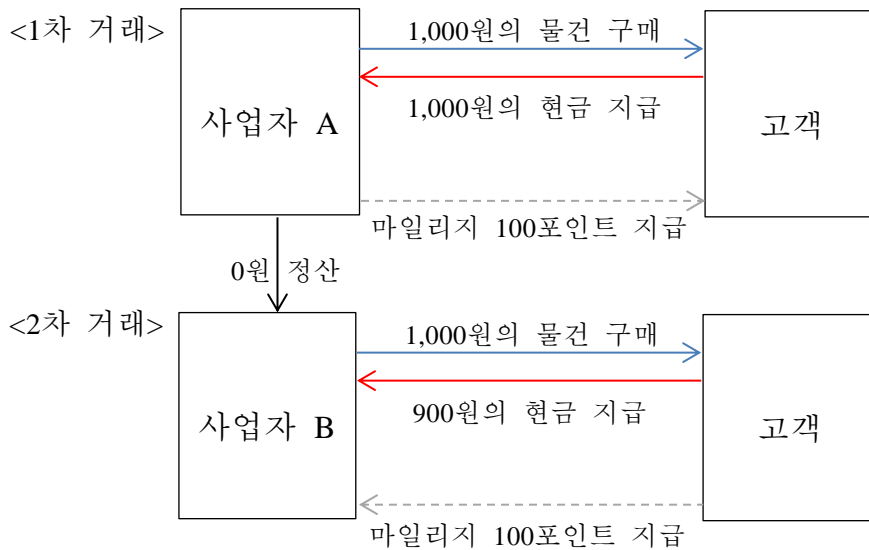 <1차 거래>
1,000원의 물건 구매
1,000원의 현금 지급
사업자 A
고객
마일리지 100포인트 지급
0원 정산
<2차 거래>
1,000원의 물건 구매
900원의 현금 지급
사업자 B
고객
마일리지 100포인트 지급